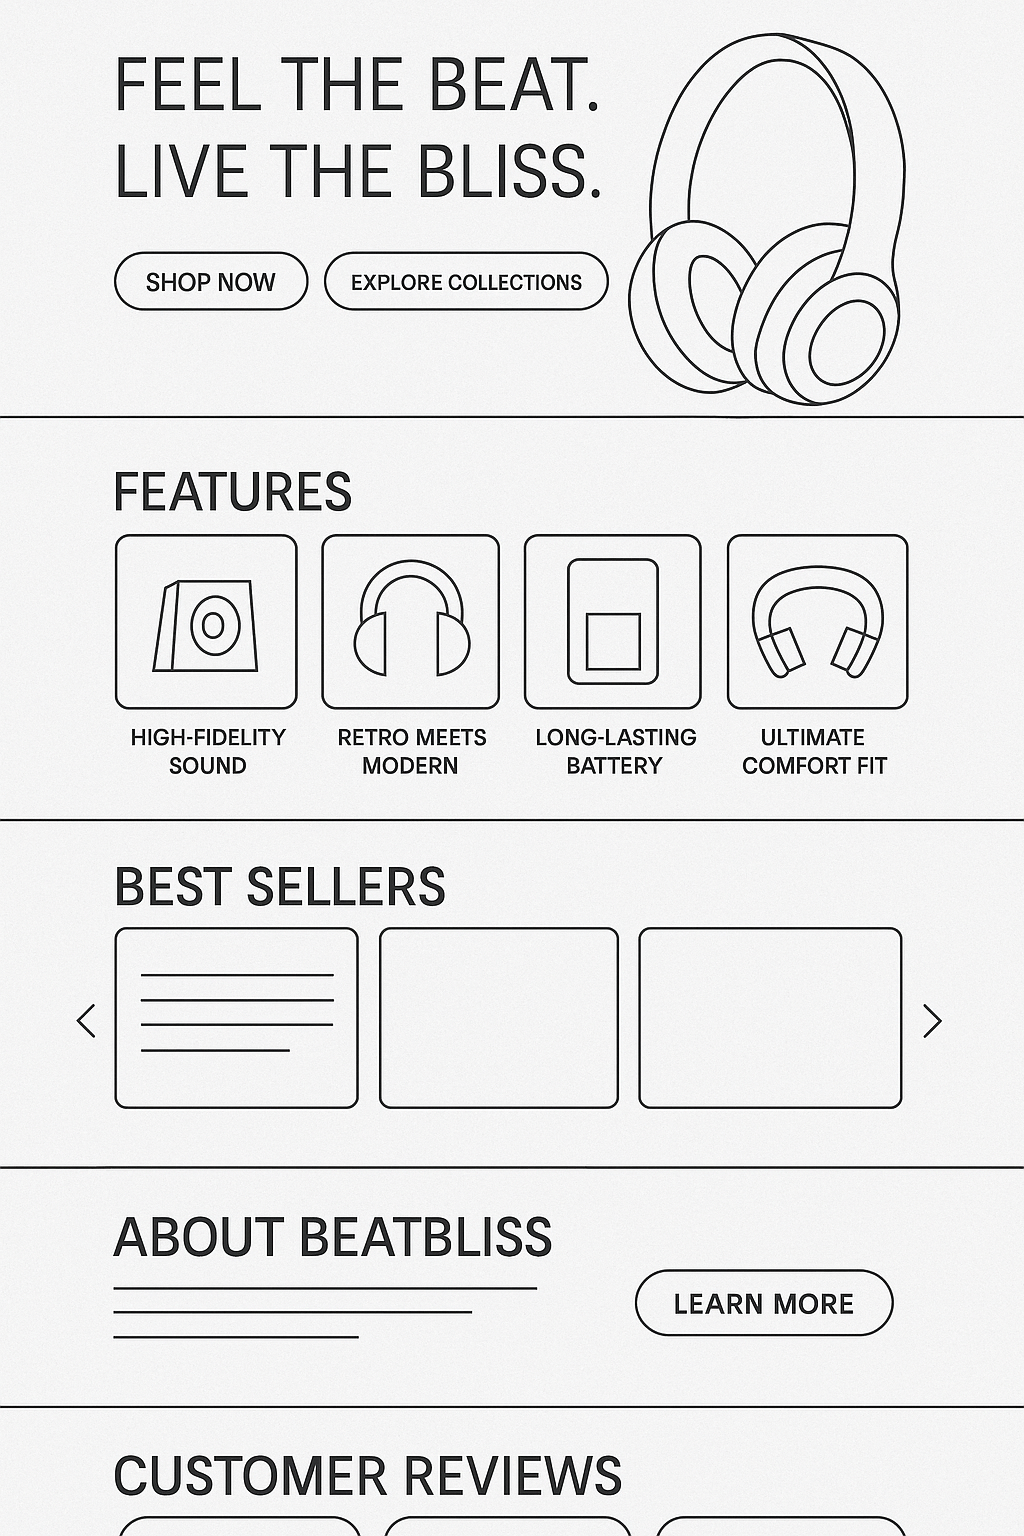 FEEL THE BEAT.
LIVE THE BLISS.
SHOP NOW
EXPLORE COLLECTIONS
FEATURES
HIGH-FIDELITY
SOUND
RETRO MEETS
MODERN
LONG-LASTING
BATTERY
ULTIMATE
COMFORT FIT
BEST SELLERS
ABOUT BEATBLISS
LEARN MORE
CUSTOMER REVIEWS